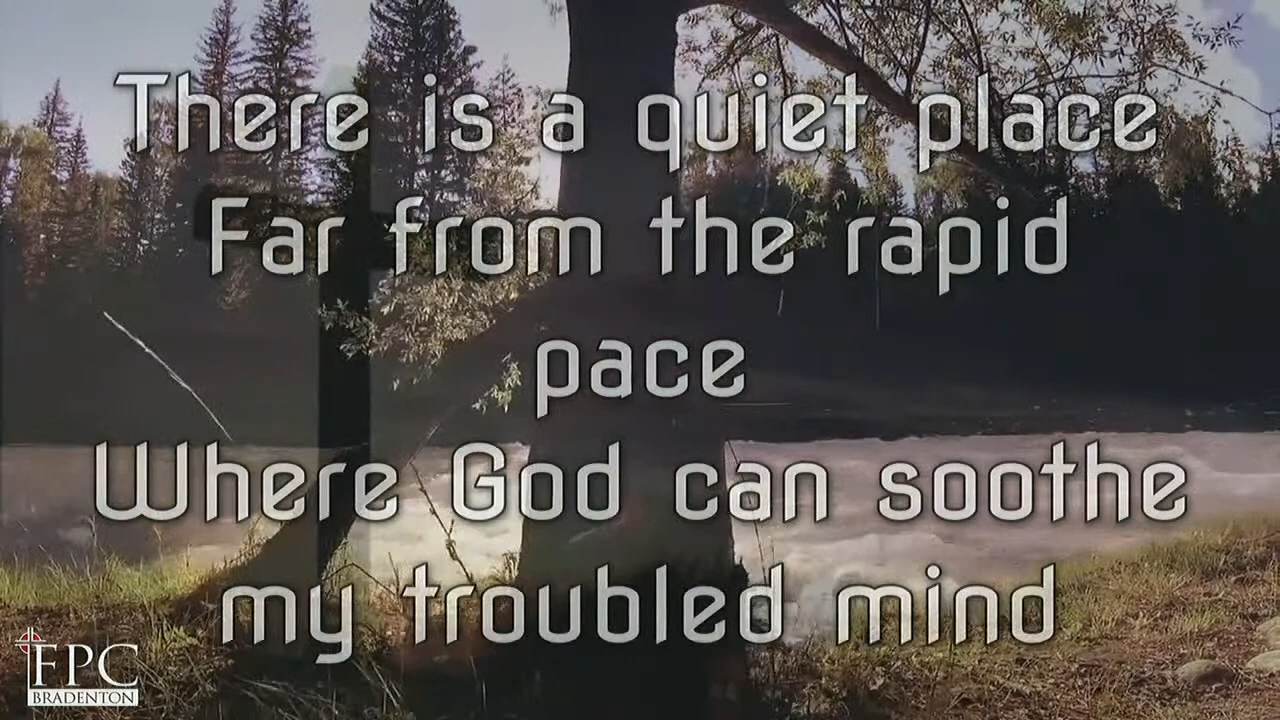 There is a quiet place
Far from the rapid
pace
Where God can soothe
my troubled mind
FPC
BRADENTON